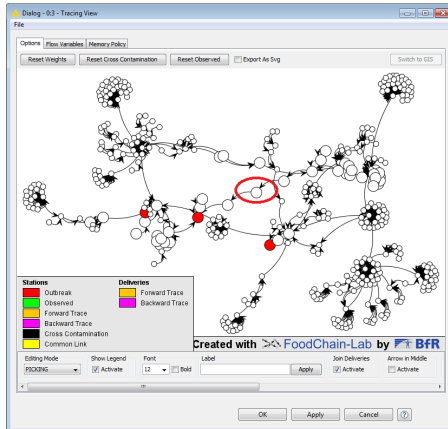 Dialog - 0:3 - Tracing View
File
Options Flow Variables Memory Policy
Reset Weights Reset Cross Contamination Reset Observed Export As Svg Switch to GIS
Stations Deliveries
Outbreak Forward Trace
Observed Backward Trace
Forward Trace
Backward Trace
Cross Contamination
Common Link
Created with FoodChain-Lab by BfR
Editing Mode Show Legend Font Label Join Deliveries Arrow in Middle
PICKING Activate 12 Bold Apply Activate Activate
OK Apply Cancel ?